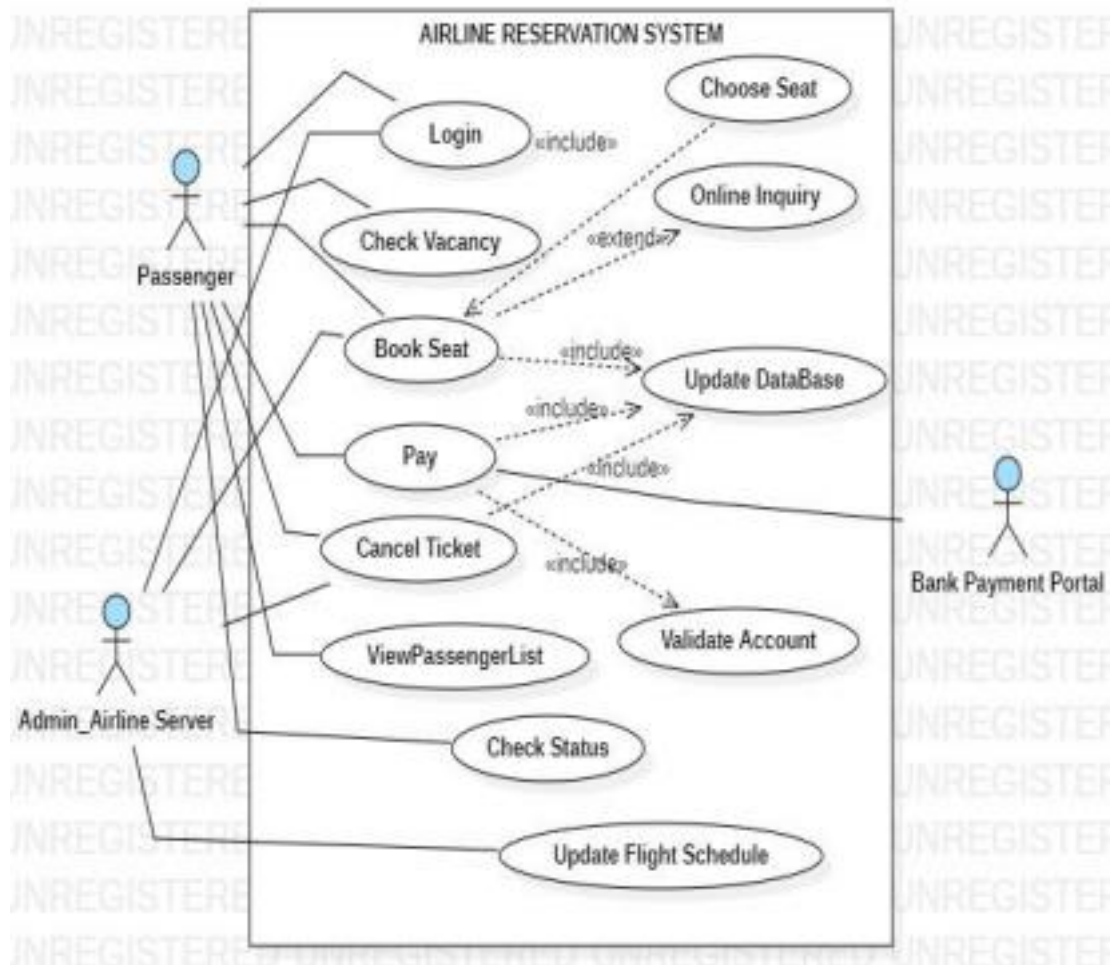 AIRLINE RESERVATION SYSTEM
Choose Seat
Login
«include»
Online Inquiry
Check Vacancy
«extend»
Passenger
Book Seat
«include»
Update DataBase
«include»
Pay
«include»
Cancel Ticket
«include»
Bank Payment Portal
Validate Account
ViewPassengerList
Admin_Airline Server
Check Status
Update Flight Schedule
UNREGISTERED